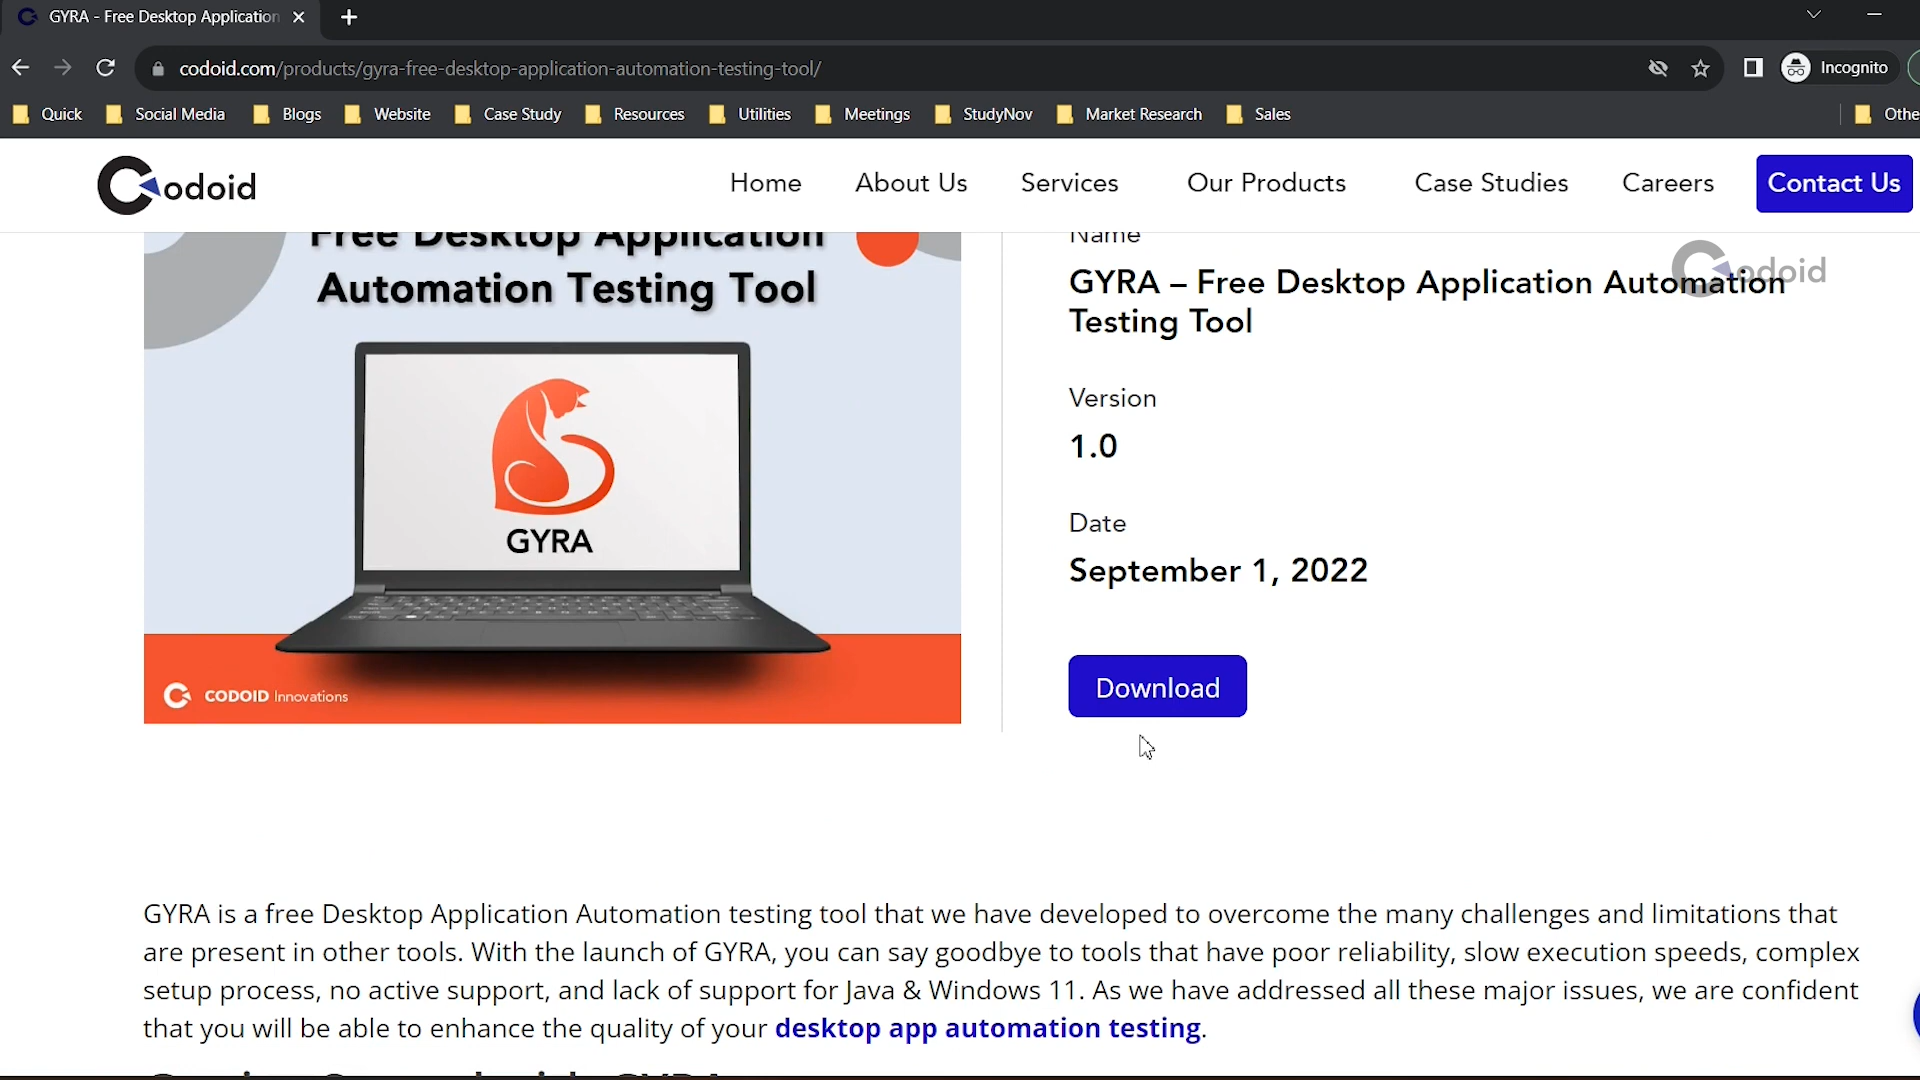 GYRA - Free Desktop Application
codoid.com/products/gyra-free-desktop-application-automation-testing-tool/
Incognito
Quick
Social Media
Blogs
Website
Case Study
Resources
Utilities
Meetings
StudyNov
Market Research
Sales
Othe
Codoid
Home
About Us
Services
Our Products
Case Studies
Careers
Contact Us
Free Desktop Application
Automation Testing Tool
GYRA
CODOID Innovations
Name
Codoid
GYRA – Free Desktop Application Automation
Testing Tool
Version
1.0
Date
September 1, 2022
Download
GYRA is a free Desktop Application Automation testing tool that we have developed to overcome the many challenges and limitations that
are present in other tools. With the launch of GYRA, you can say goodbye to tools that have poor reliability, slow execution speeds, complex
setup process, no active support, and lack of support for Java & Windows 11. As we have addressed all these major issues, we are confident
that you will be able to enhance the quality of your desktop app automation testing.